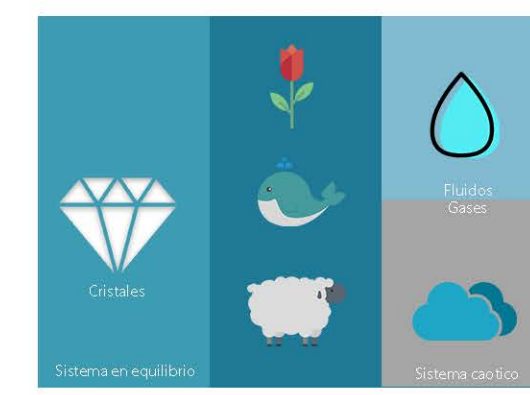 Cristales
Sistema en equilibrio
Fluidos
Gases
Sistema caotico